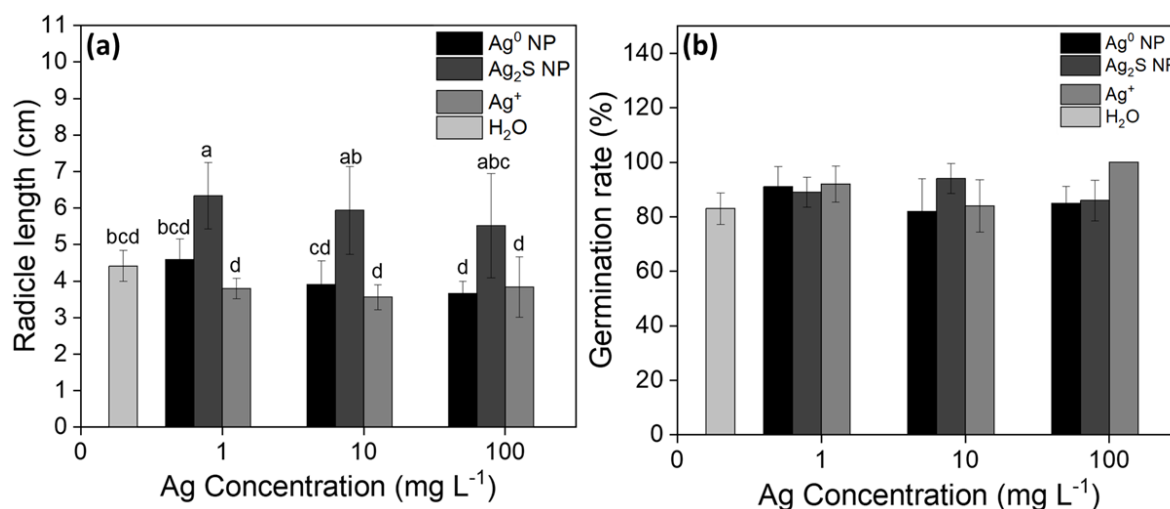 (a)
Ag⁰ NP
Ag₂S NP
Ag⁺
H₂O
11
10
9
8
7
6
5
4
3
2
1
0
Radicle length (cm)
bcd
bcd
a
d
cd
ab
d
d
abc
d
0
1
10
100
Ag Concentration (mg L⁻¹)
(b)
Ag⁰ NP
Ag₂S NP
Ag⁺
H₂O
140
120
100
80
60
40
20
0
Germination rate (%)
0
1
10
100
Ag Concentration (mg L⁻¹)